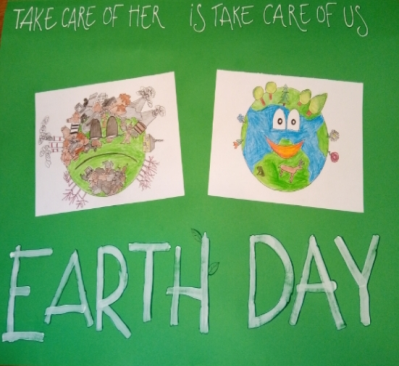 TAKE CARE OF HER IS TAKE CARE OF US
EARTH DAY